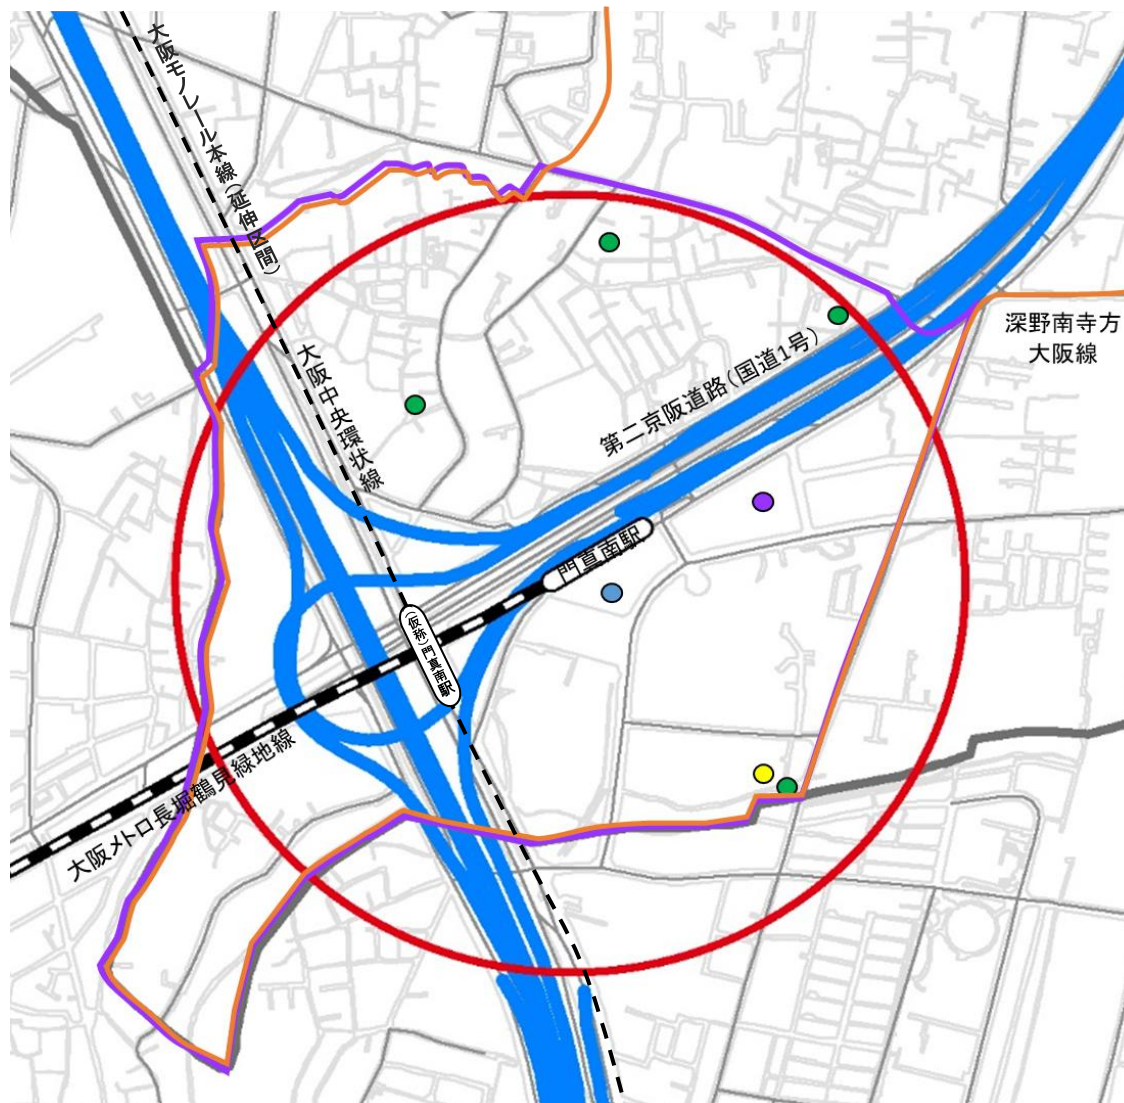 大阪モノレール本線(延伸区間)
大阪中央環状線
第二京阪道路(国道1号)
深野南寺方
大阪線
門真南駅
(仮称)門真南駅
大阪メトロ長堀鶴見緑地線